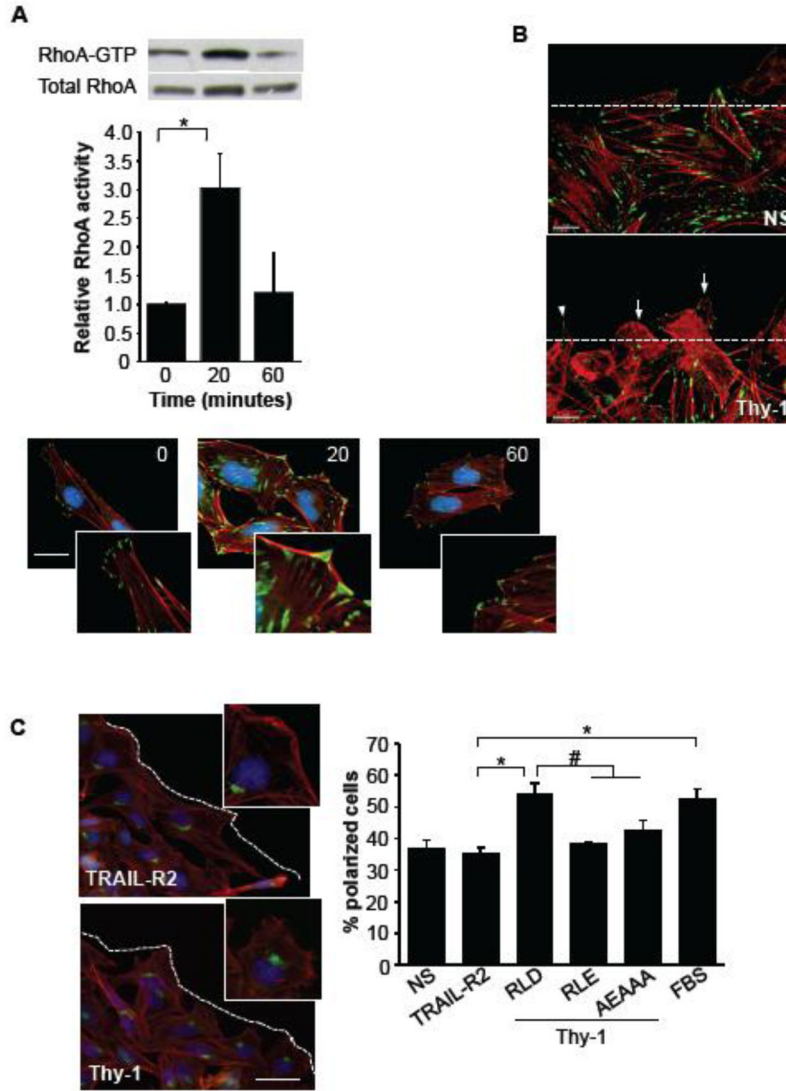 A
RhoA-GTP
Total RhoA
*
4.0
3.5
3.0
2.5
2.0
1.5
1.0
0.5
0
Relative RhoA activity
0 20 60
Time (minutes)
B
NS
Thy-1
0 20 60
C
TRAIL-R2
Thy-1
*
* #
70
60
50
40
30
20
10
0
% polarized cells
NS TRAIL-R2 RLD RLE AEAAA FBS
Thy-1